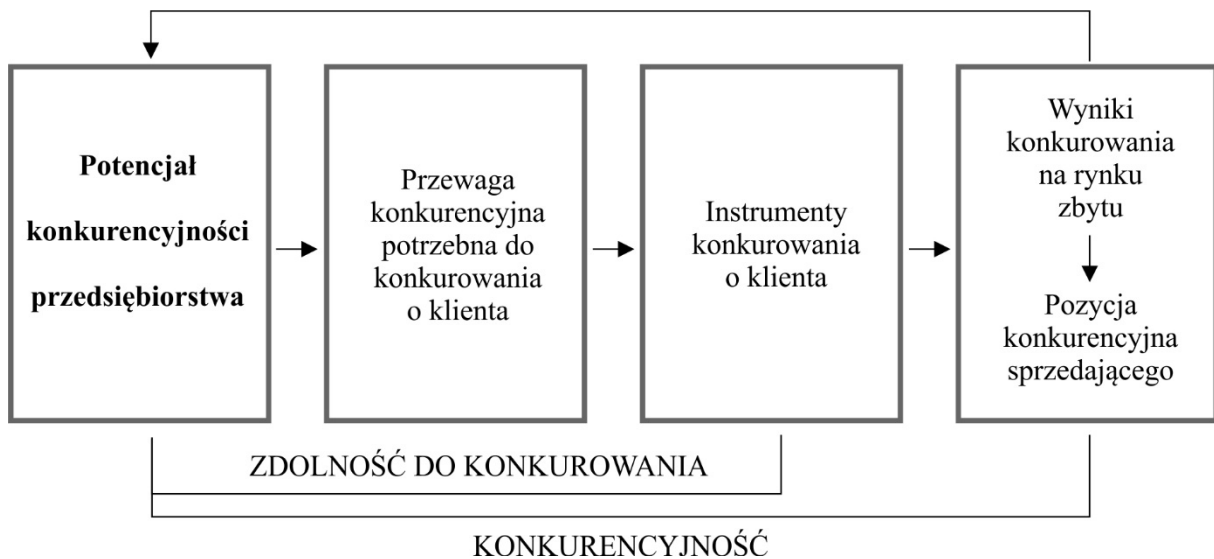 Potencjał
konkurencyjności
przedsiębiorstwa
Przewaga
konkurencyjna
potrzebna do
konkurowania
o klienta
Instrumenty
konkurowania
o klienta
Wyniki
konkurowania
na rynku
zbytu
Pozycja
konkurencyjna
sprzedającego
ZDOLNOŚĆ DO KONKUROWANIA
KONKURENCYJNOŚĆ